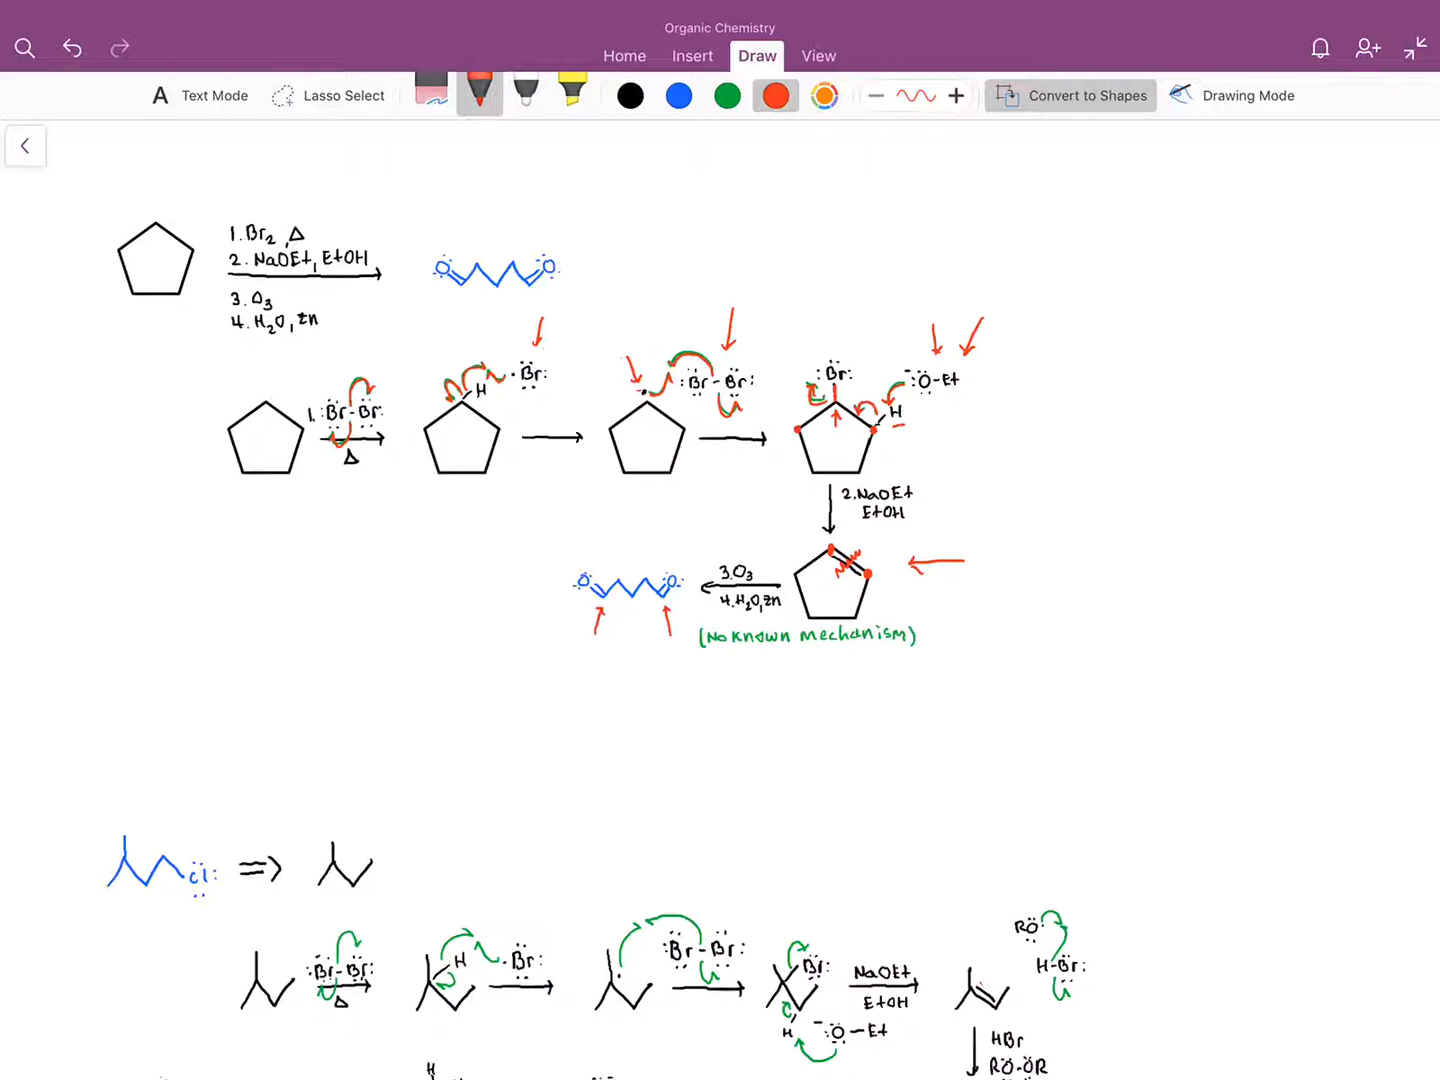 Organic Chemistry
Home Insert Draw View
A Text Mode Lasso Select Convert to Shapes Drawing Mode
1. Br2, Δ
2. NaOEt, EtOH
3. O3
4. H2O, Zn
O O
1. Br-Br
Δ
H ·Br
Br-Br
Br
H
-O-Et
2. NaOEt
EtOH
3. O3
4. H2O, Zn
O O
(No known mechanism)
Cl
=>
Br-Br
Δ
H ·Br
Br-Br
Br
H
-O-Et
NaOEt
EtOH
RO
H-Br
HBr
RO-OR
H